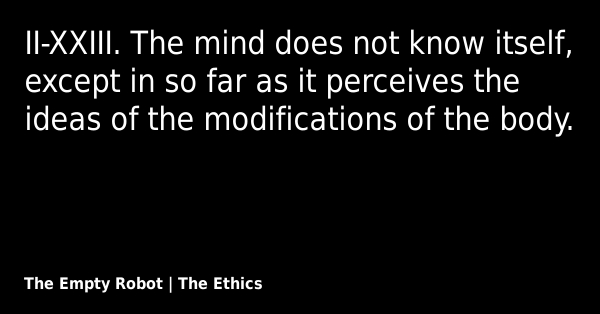 II-XXIII. The mind does not know itself,
except in so far as it perceives the
ideas of the modifications of the body.
The Empty Robot | The Ethics